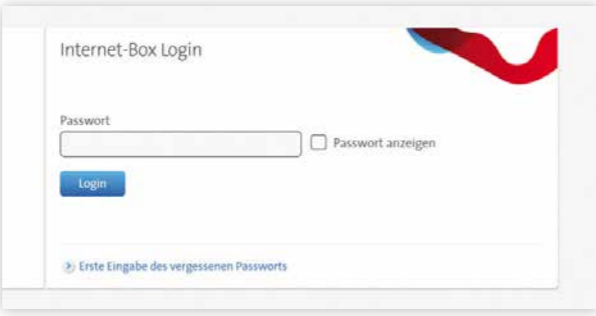 Internet-Box Login
Passwort
Passwort anzeigen
Login
Erste Eingabe des vergessenen Passworts